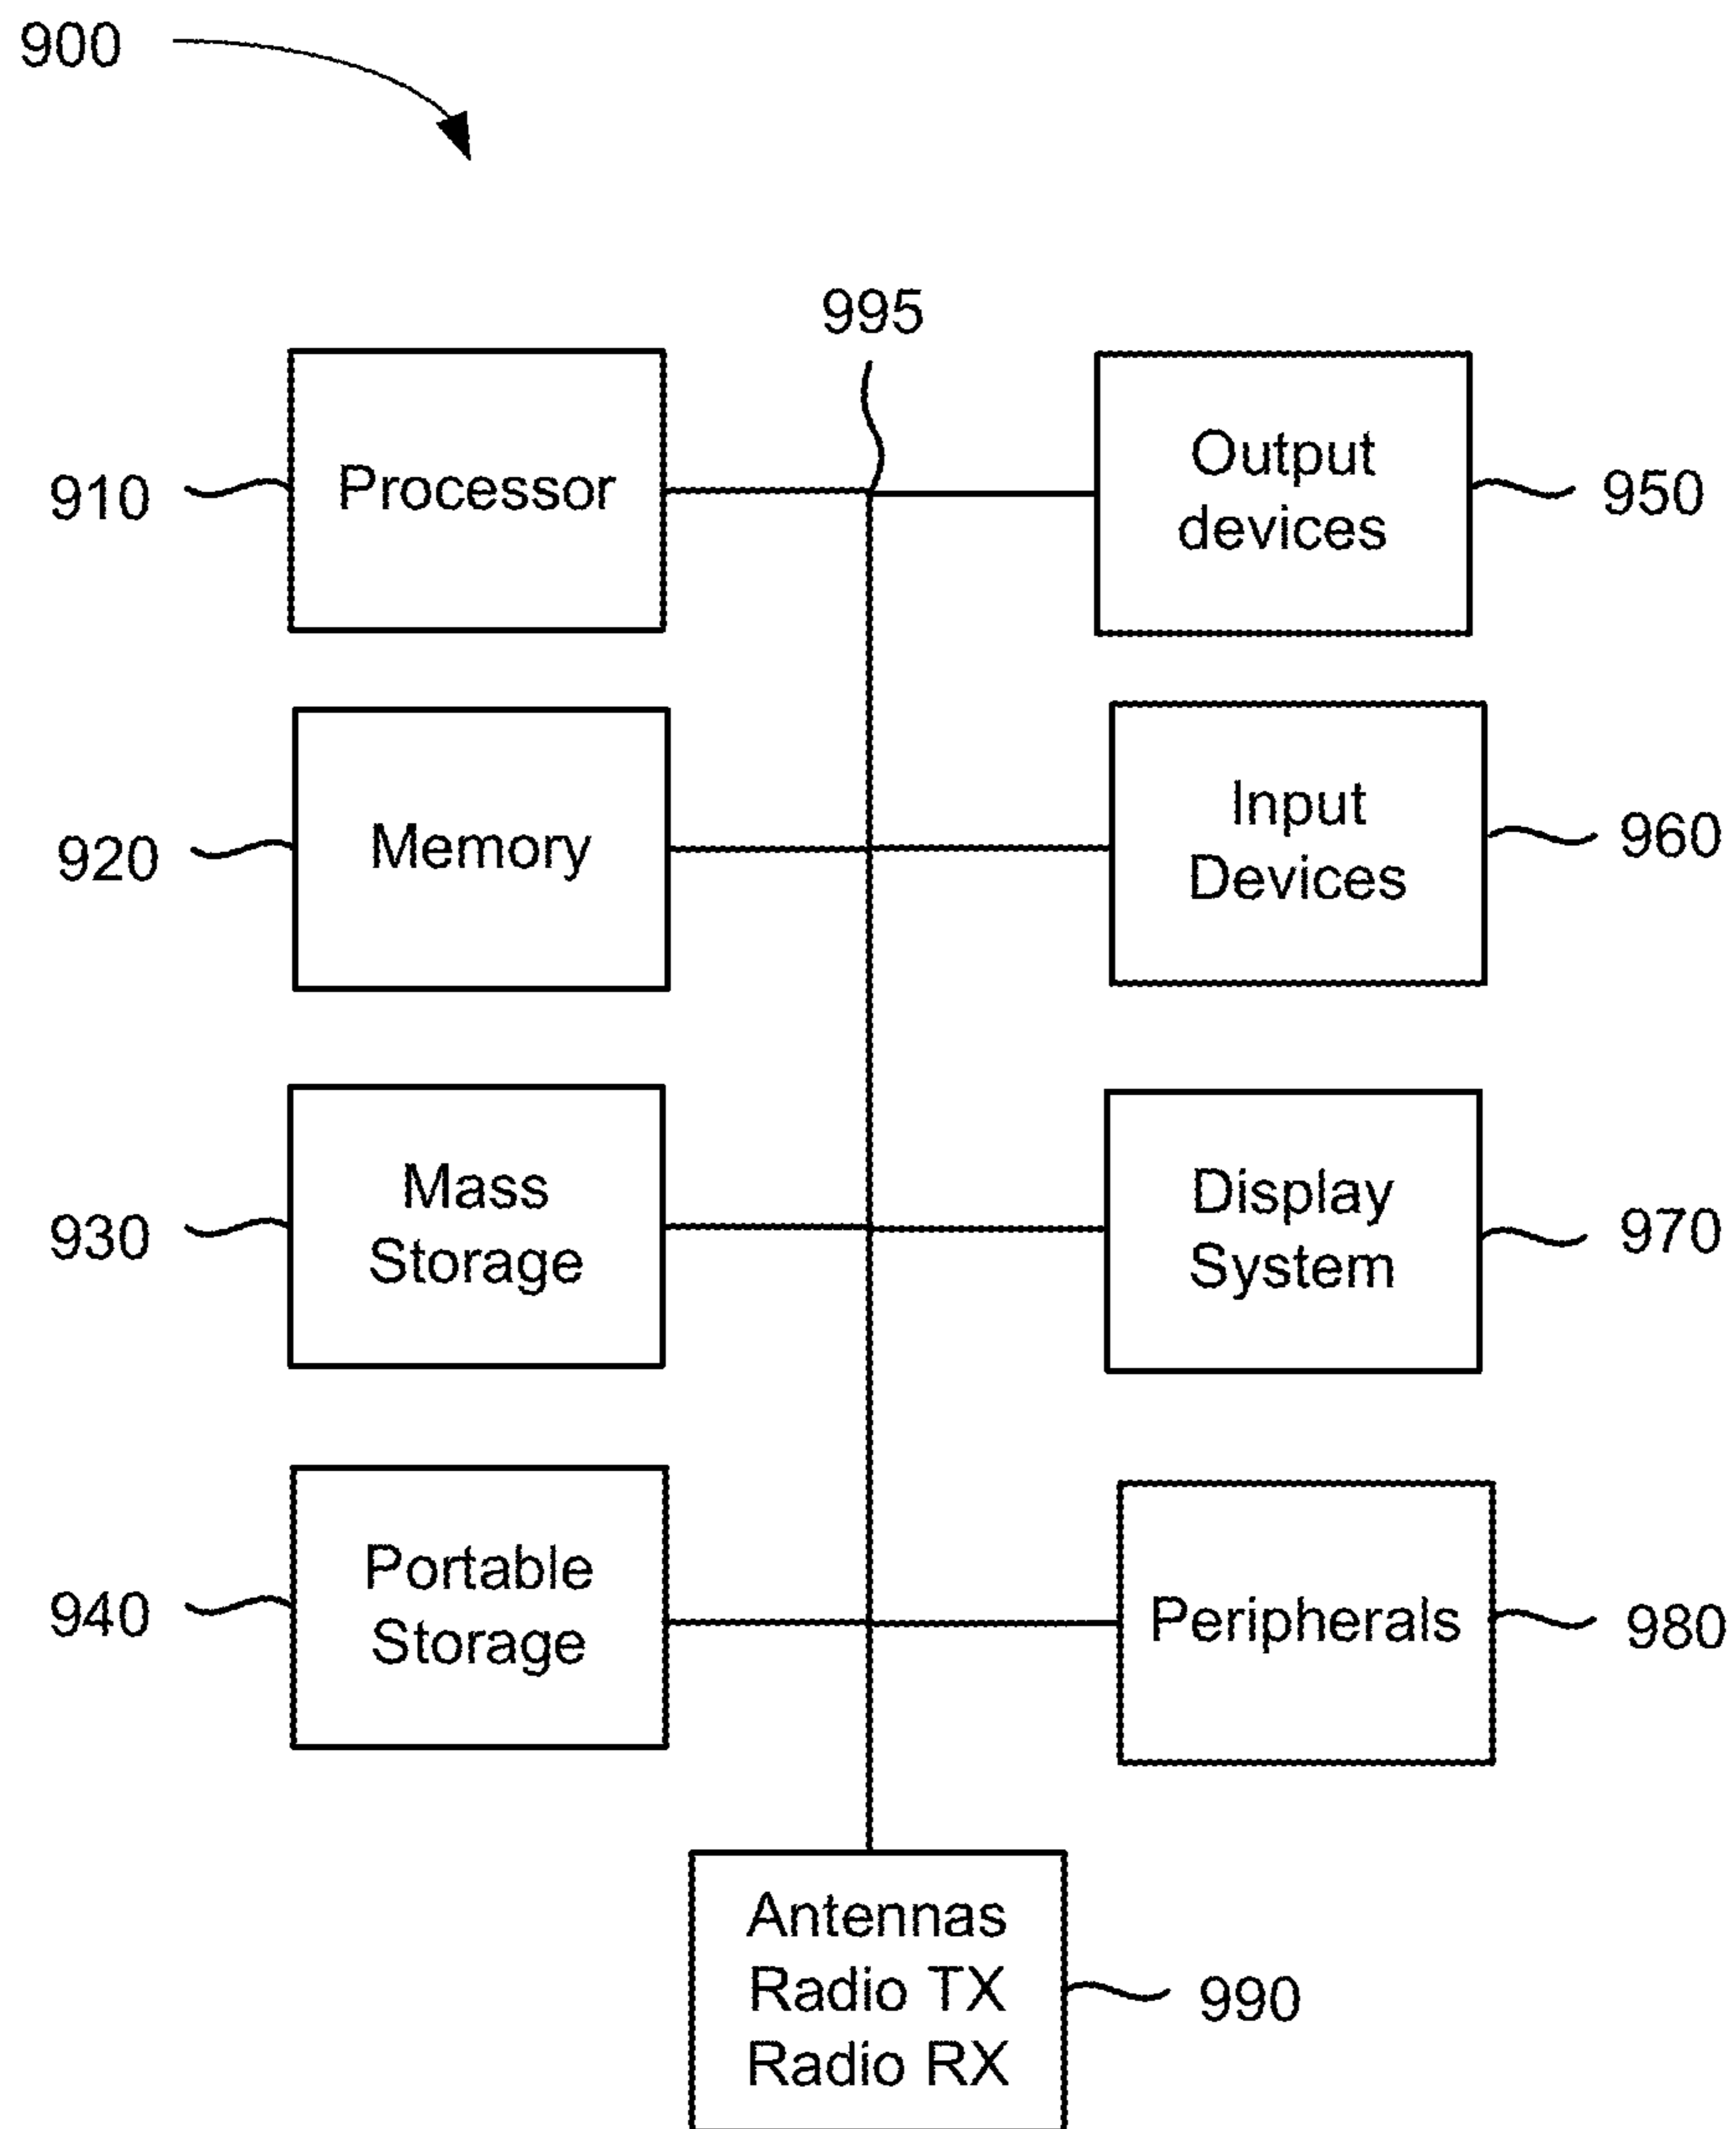 900
995
910
Processor
Output
devices
950
920
Memory
Input
Devices
960
930
Mass
Storage
Display
System
970
940
Portable
Storage
Peripherals
980
Antennas
Radio TX
Radio RX
990